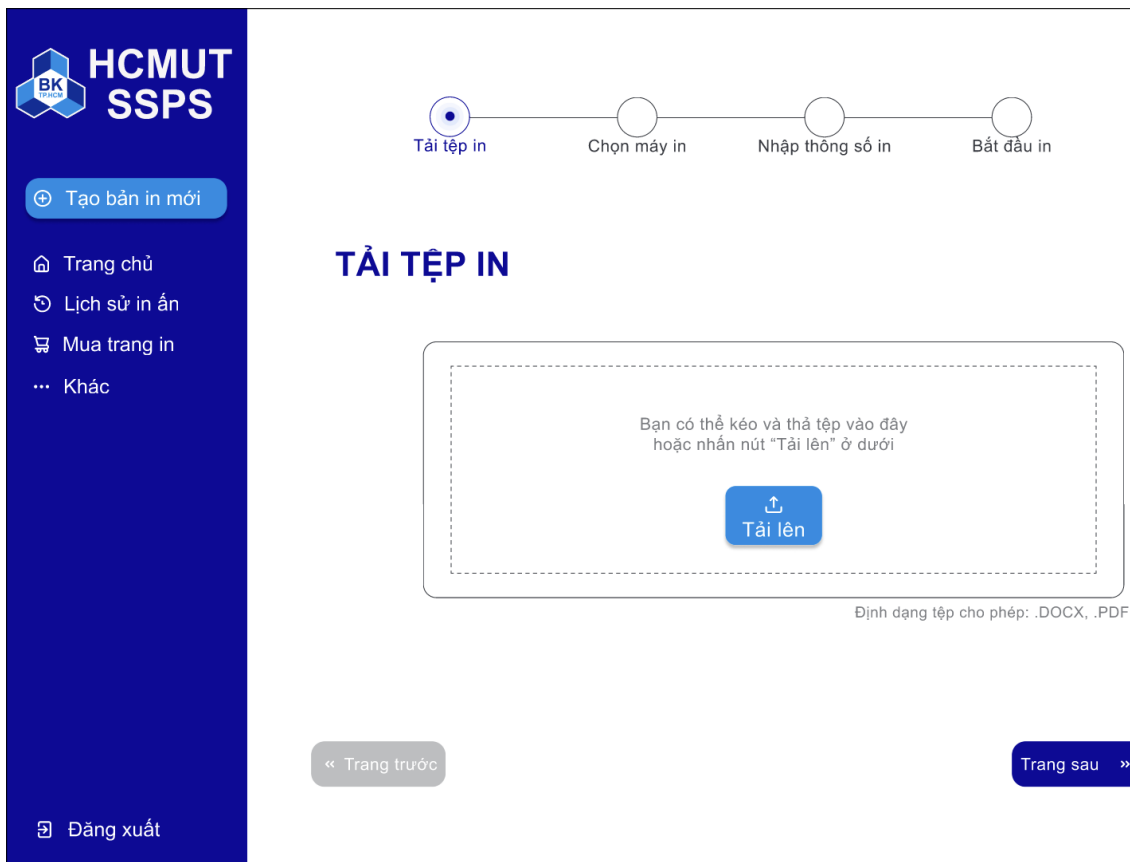 HCMUT
SSPS
BK
TP.HCM
Tạo bản in mới
Trang chủ
Lịch sử in ấn
Mua trang in
Khác
Đăng xuất
Tải tệp in
Chọn máy in
Nhập thông số in
Bắt đầu in
TẢI TỆP IN
Bạn có thể kéo và thả tệp vào đây
hoặc nhấn nút “Tải lên” ở dưới
Tải lên
Định dạng tệp cho phép: .DOCX, .PDF
« Trang trước
Trang sau »